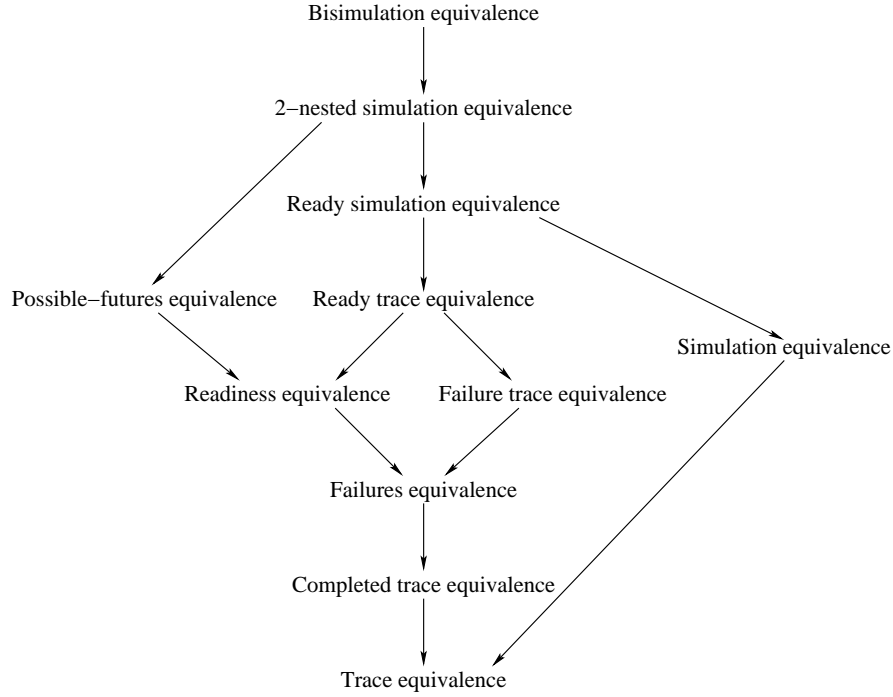 Bisimulation equivalence
2−nested simulation equivalence
Ready simulation equivalence
Possible−futures equivalence
Ready trace equivalence
Simulation equivalence
Readiness equivalence
Failure trace equivalence
Failures equivalence
Completed trace equivalence
Trace equivalence